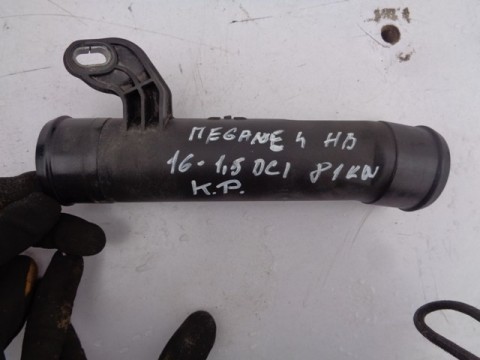 MEGANE 4 HB
16-1,5 DCI 81KW
K.P.